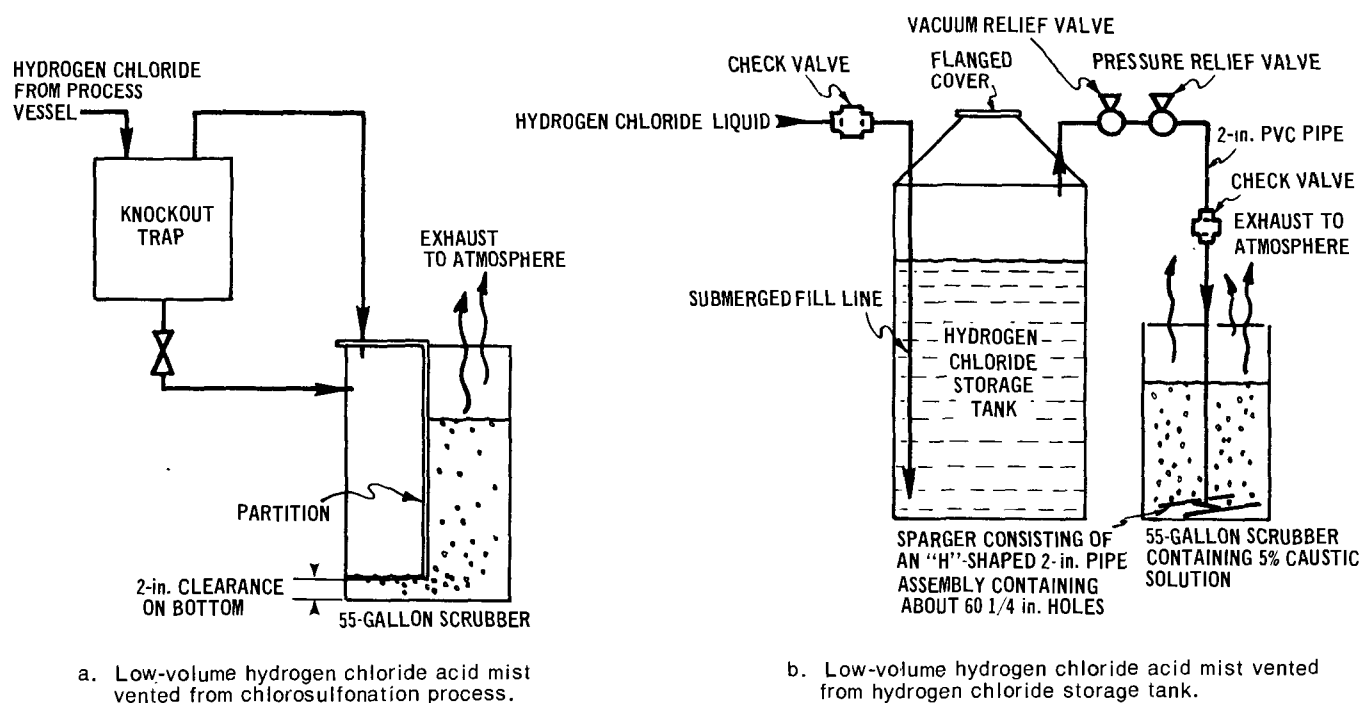 HYDROGEN CHLORIDE
FROM PROCESS
VESSEL
KNOCKOUT
TRAP
EXHAUST
TO ATMOSPHERE
PARTITION
2-in. CLEARANCE
ON BOTTOM
55-GALLON SCRUBBER
a. Low-volume hydrogen chloride acid mist
vented from chlorosulfonation process.
VACUUM RELIEF VALVE
CHECK VALVE
FLANGED
COVER
PRESSURE RELIEF VALVE
HYDROGEN CHLORIDE LIQUID
2-in. PVC PIPE
CHECK VALVE
EXHAUST TO
ATMOSPHERE
SUBMERGED FILL LINE
HYDROGEN
CHLORIDE
STORAGE
TANK
SPARGER CONSISTING OF
AN "H"-SHAPED 2-in. PIPE
ASSEMBLY CONTAINING
ABOUT 60 1/4 in. HOLES
55-GALLON SCRUBBER
CONTAINING 5% CAUSTIC
SOLUTION
b. Low-volume hydrogen chloride acid mist vented
from hydrogen chloride storage tank.